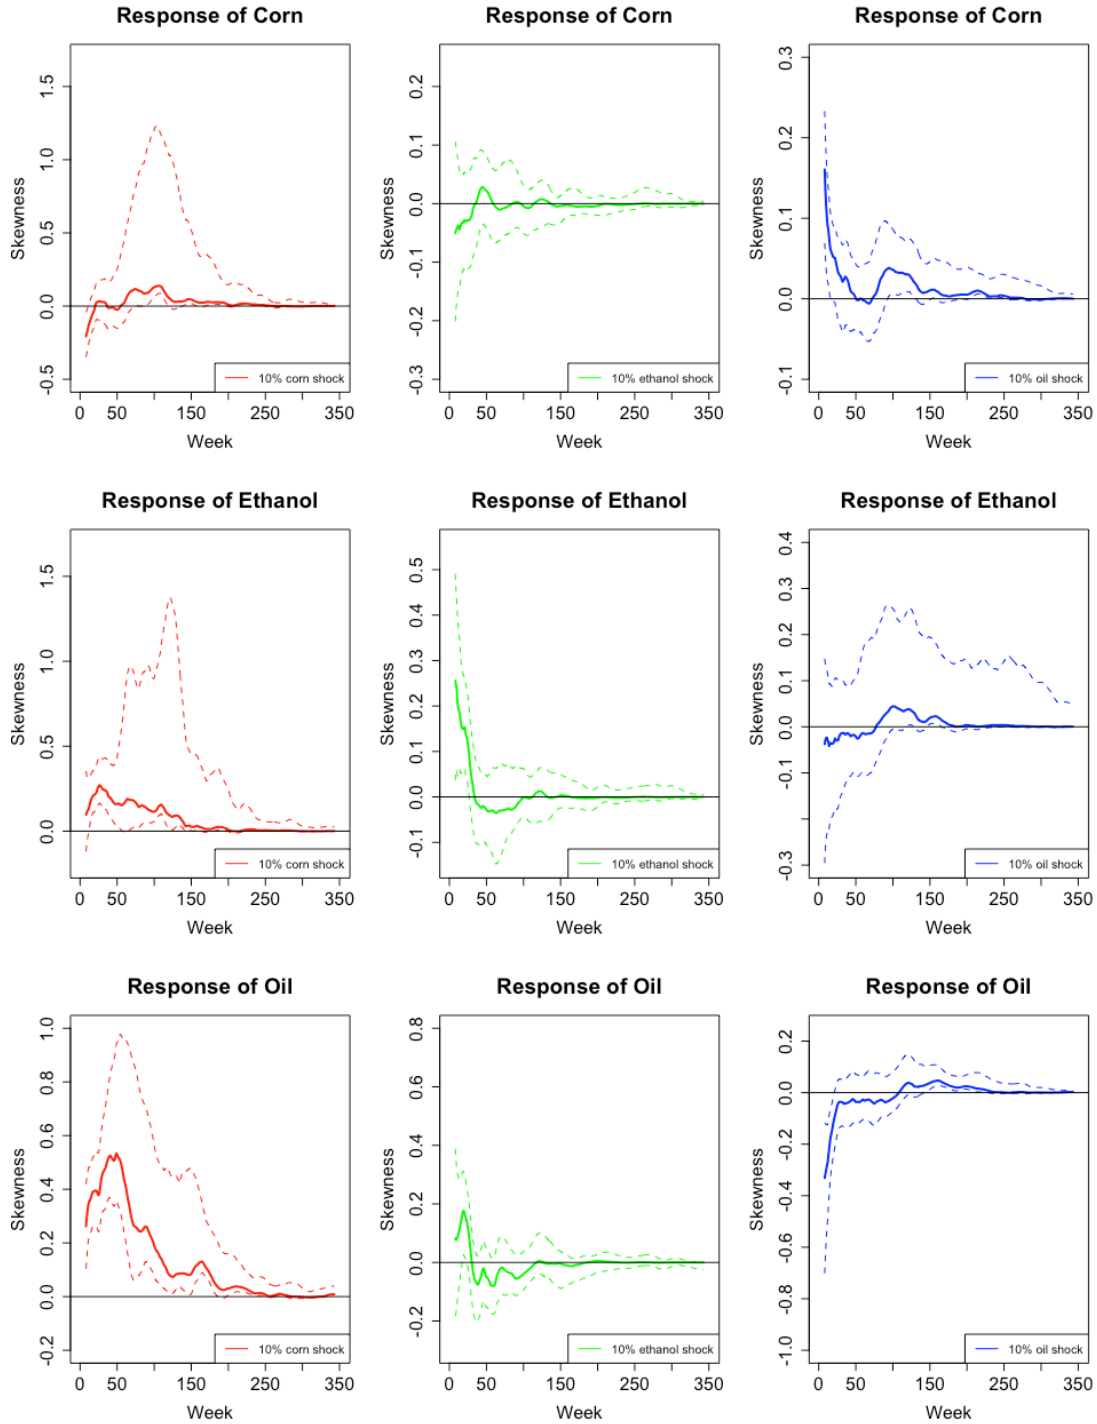 Response of Corn
Response of Corn
Response of Corn
Skewness
1.5
1.0
0.5
0.0
-0.5
10% corn shock
0 50 150 250 350
Week
Skewness
0.2
0.1
0.0
-0.1
-0.2
-0.3
10% ethanol shock
0 50 150 250 350
Week
Skewness
0.3
0.2
0.1
0.0
-0.1
10% oil shock
0 50 150 250 350
Week
Response of Ethanol
Response of Ethanol
Response of Ethanol
Skewness
1.5
1.0
0.5
0.0
10% corn shock
0 50 150 250 350
Week
Skewness
0.5
0.4
0.3
0.2
0.1
0.0
-0.1
10% ethanol shock
0 50 150 250 350
Week
Skewness
0.4
0.3
0.2
0.1
0.0
-0.1
-0.3
10% oil shock
0 50 150 250 350
Week
Response of Oil
Response of Oil
Response of Oil
Skewness
1.0
0.8
0.6
0.4
0.2
0.0
-0.2
10% corn shock
0 50 150 250 350
Week
Skewness
0.8
0.6
0.4
0.2
0.0
-0.2
10% ethanol shock
0 50 150 250 350
Week
Skewness
0.2
0.0
-0.2
-0.4
-0.6
-0.8
-1.0
10% oil shock
0 50 150 250 350
Week